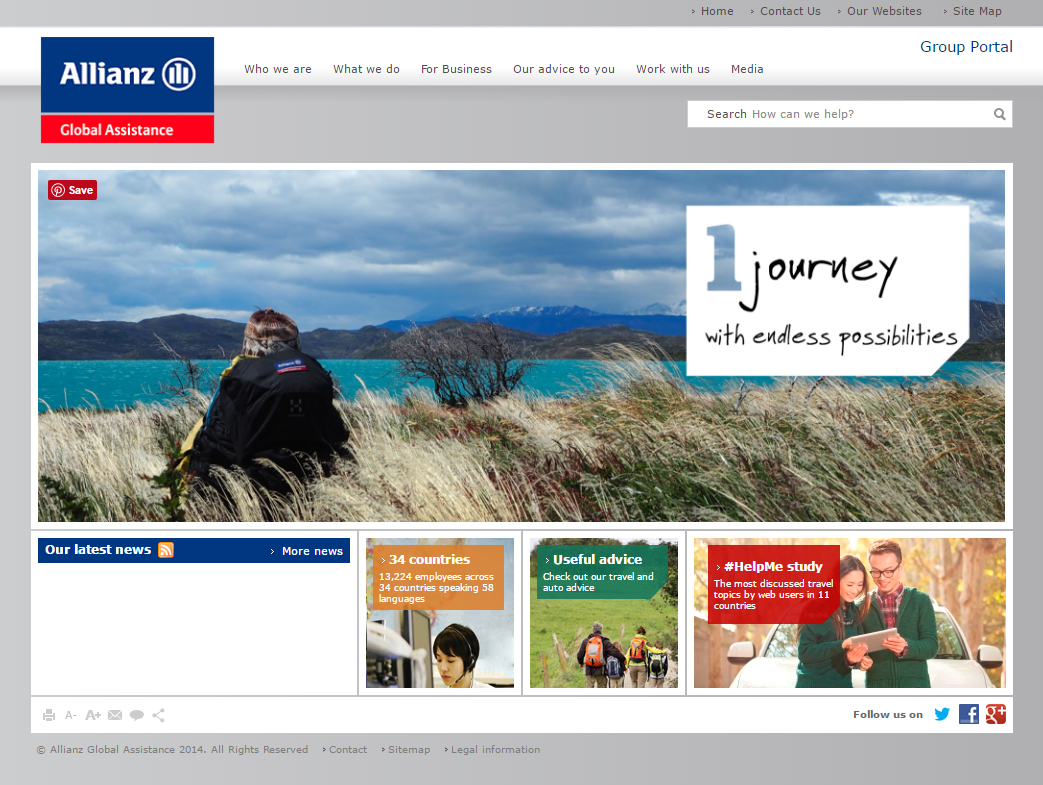 Home Contact Us Our Websites Site Map
Group Portal
Allianz
Global Assistance
Who we are What we do For Business Our advice to you Work with us Media
Search How can we help?
Save
1 journey
with endless possibilities
Our latest news More news
34 countries
13,224 employees across
34 countries speaking 58
languages
Useful advice
Check out our travel and
auto advice
#HelpMe study
The most discussed travel
topics by web users in 11
countries
A- A+
Follow us on
© Allianz Global Assistance 2014. All Rights Reserved Contact Sitemap Legal information